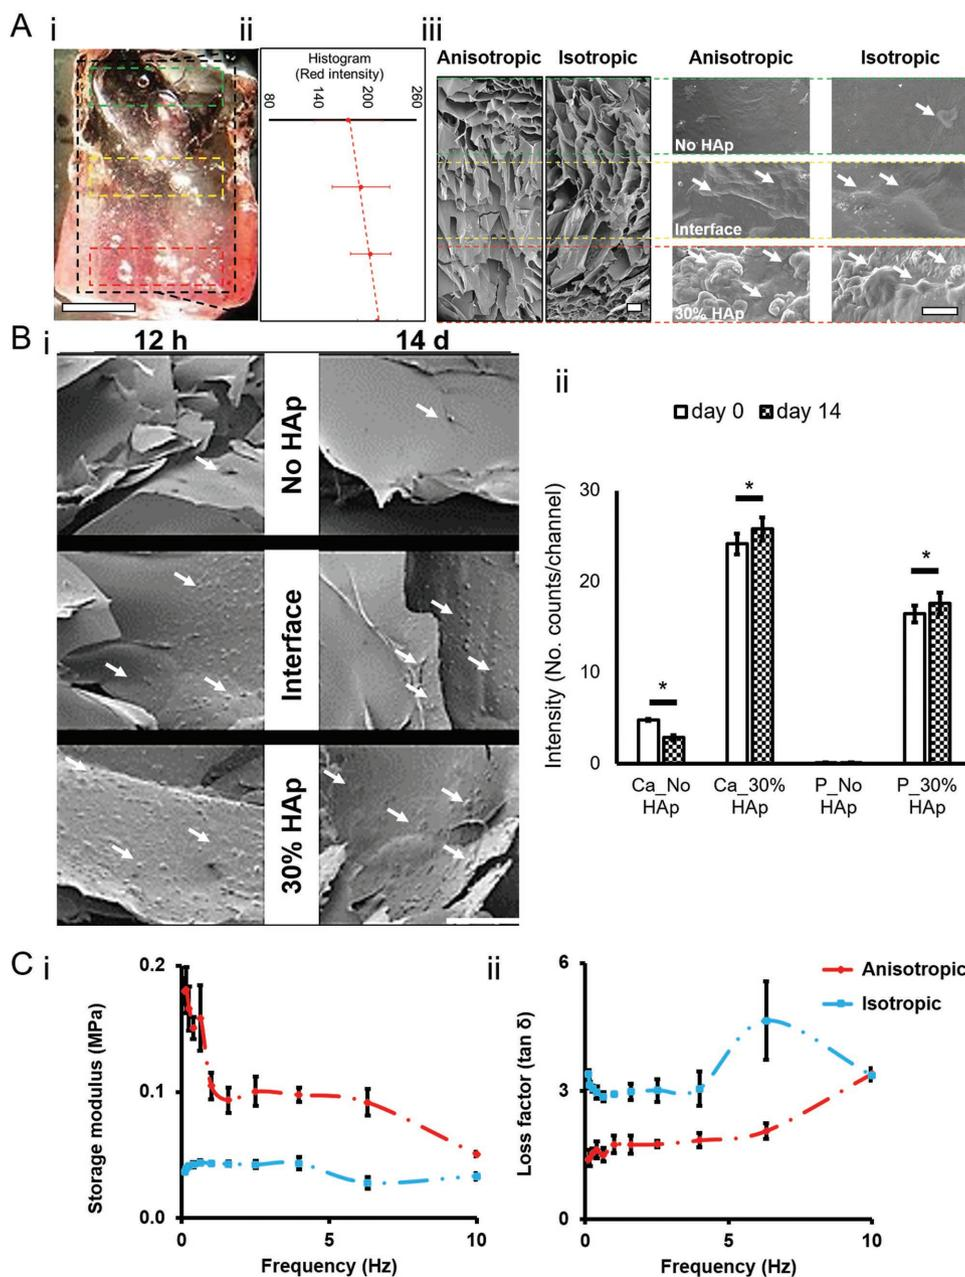 A
i
ii
iii
Histogram
(Red intensity)
80
140
200
260
Anisotropic
Isotropic
Anisotropic
Isotropic
No HAp
Interface
30% HAp
B
i
12 h
14 d
No HAp
Interface
30% HAp
ii
day 0
day 14
Intensity (No. counts/channel)
30
20
10
0
*
*
*
Ca_No
HAp
Ca_30%
HAp
P_No
HAp
P_30%
HAp
C
i
Storage modulus (MPa)
0.2
0.1
0.0
0
5
10
Frequency (Hz)
ii
Loss factor (tan δ)
6
3
0
0
5
10
Frequency (Hz)
Anisotropic
Isotropic